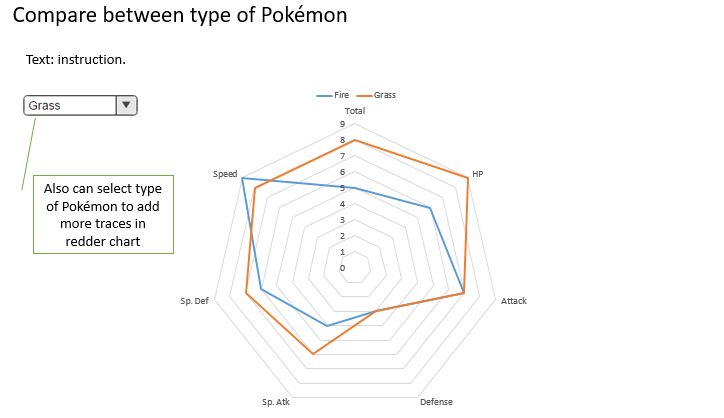 Compare between type of Pokémon
Text: instruction.
Grass
Also can select type
of Pokémon to add
more traces in
redder chart
Fire Grass
Total
9
8
7
6
5
4
3
2
1
0
Speed
HP
Sp. Def
Attack
Sp. Atk
Defense